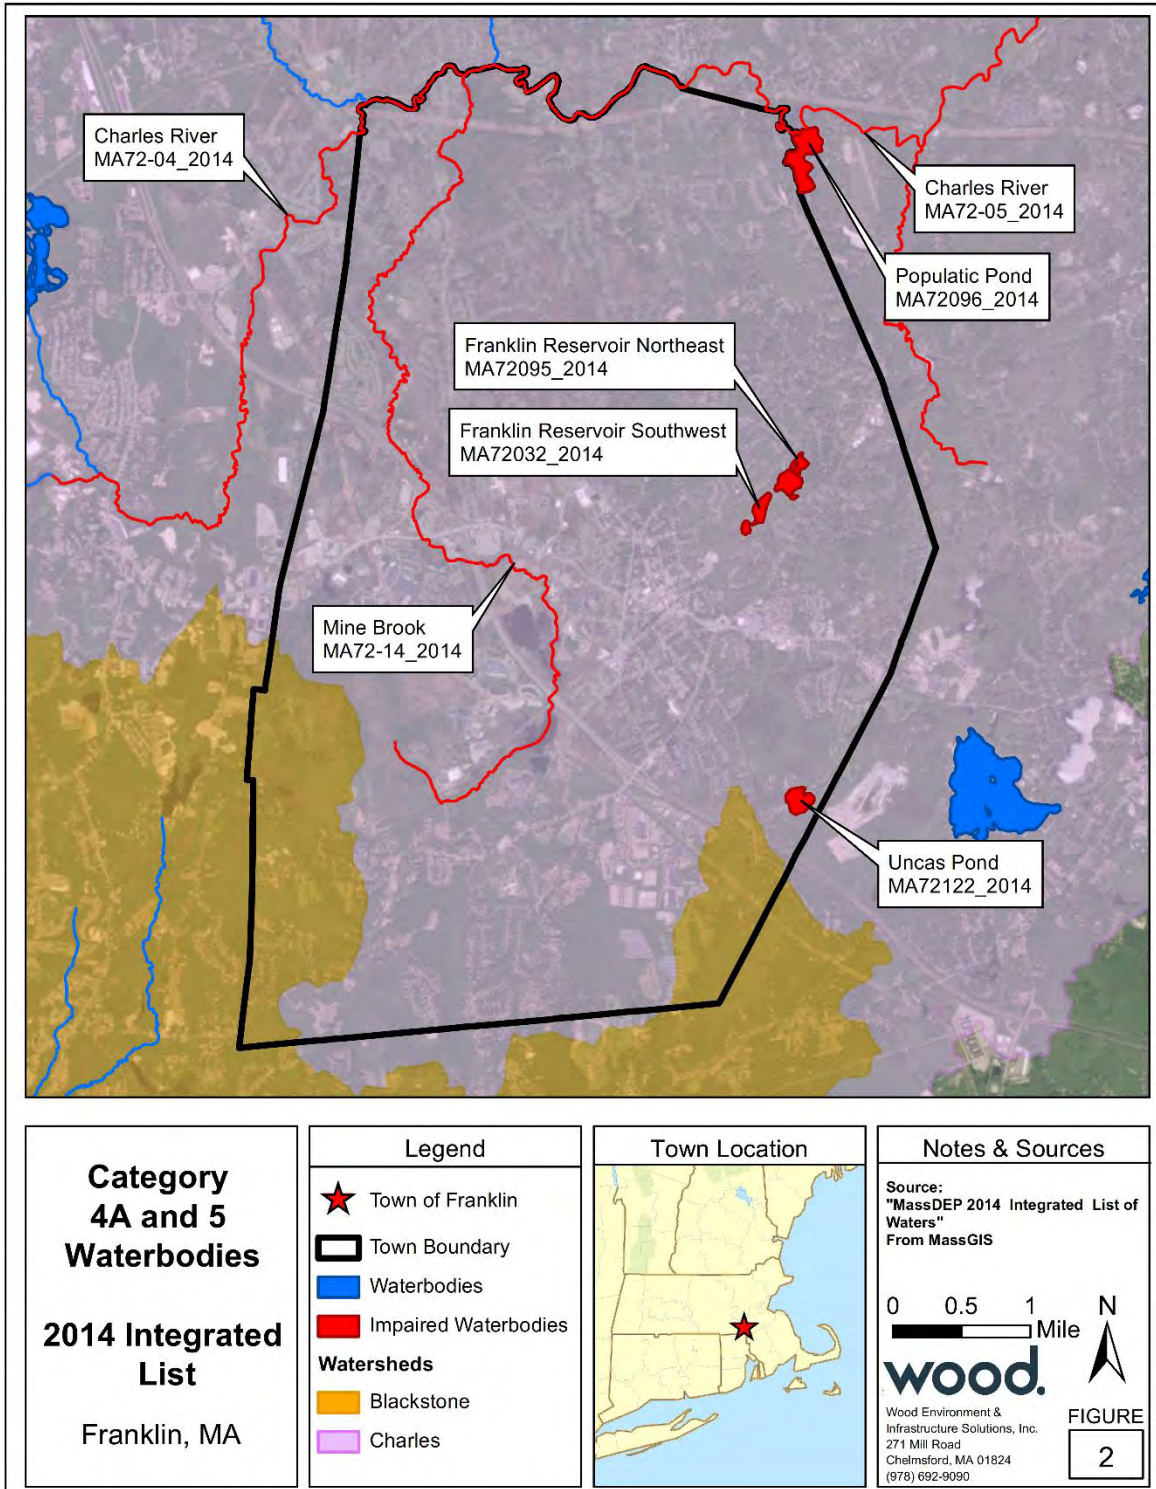 Charles River
MA72-04_2014
Charles River
MA72-05_2014
Populatic Pond
MA72096_2014
Franklin Reservoir Northeast
MA72095_2014
Franklin Reservoir Southwest
MA72032_2014
Mine Brook
MA72-14_2014
Uncas Pond
MA72122_2014
Category
4A and 5
Waterbodies
2014 Integrated
List
Franklin, MA
Legend
Town of Franklin
Town Boundary
Waterbodies
Impaired Waterbodies
Watersheds
Blackstone
Charles
Town Location
Notes & Sources
Source:
"MassDEP 2014 Integrated List of
Waters"
From MassGIS
0 0.5 1
Mile
N
wood.
Wood Environment &
Infrastructure Solutions, Inc.
271 Mill Road
Chelmsford, MA 01824
(978) 692-9090
FIGURE
2